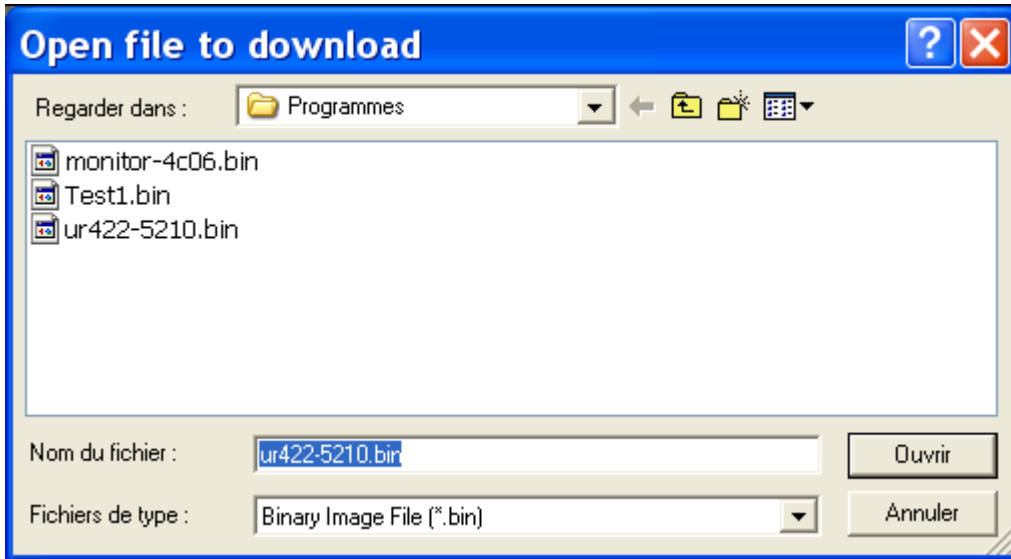 Open file to download
Regarder dans :
Programmes
monitor-4c06.bin
Test1.bin
ur422-5210.bin
Nom du fichier :
ur422-5210.bin
Ouvrir
Fichiers de type :
Binary Image File (*.bin)
Annuler